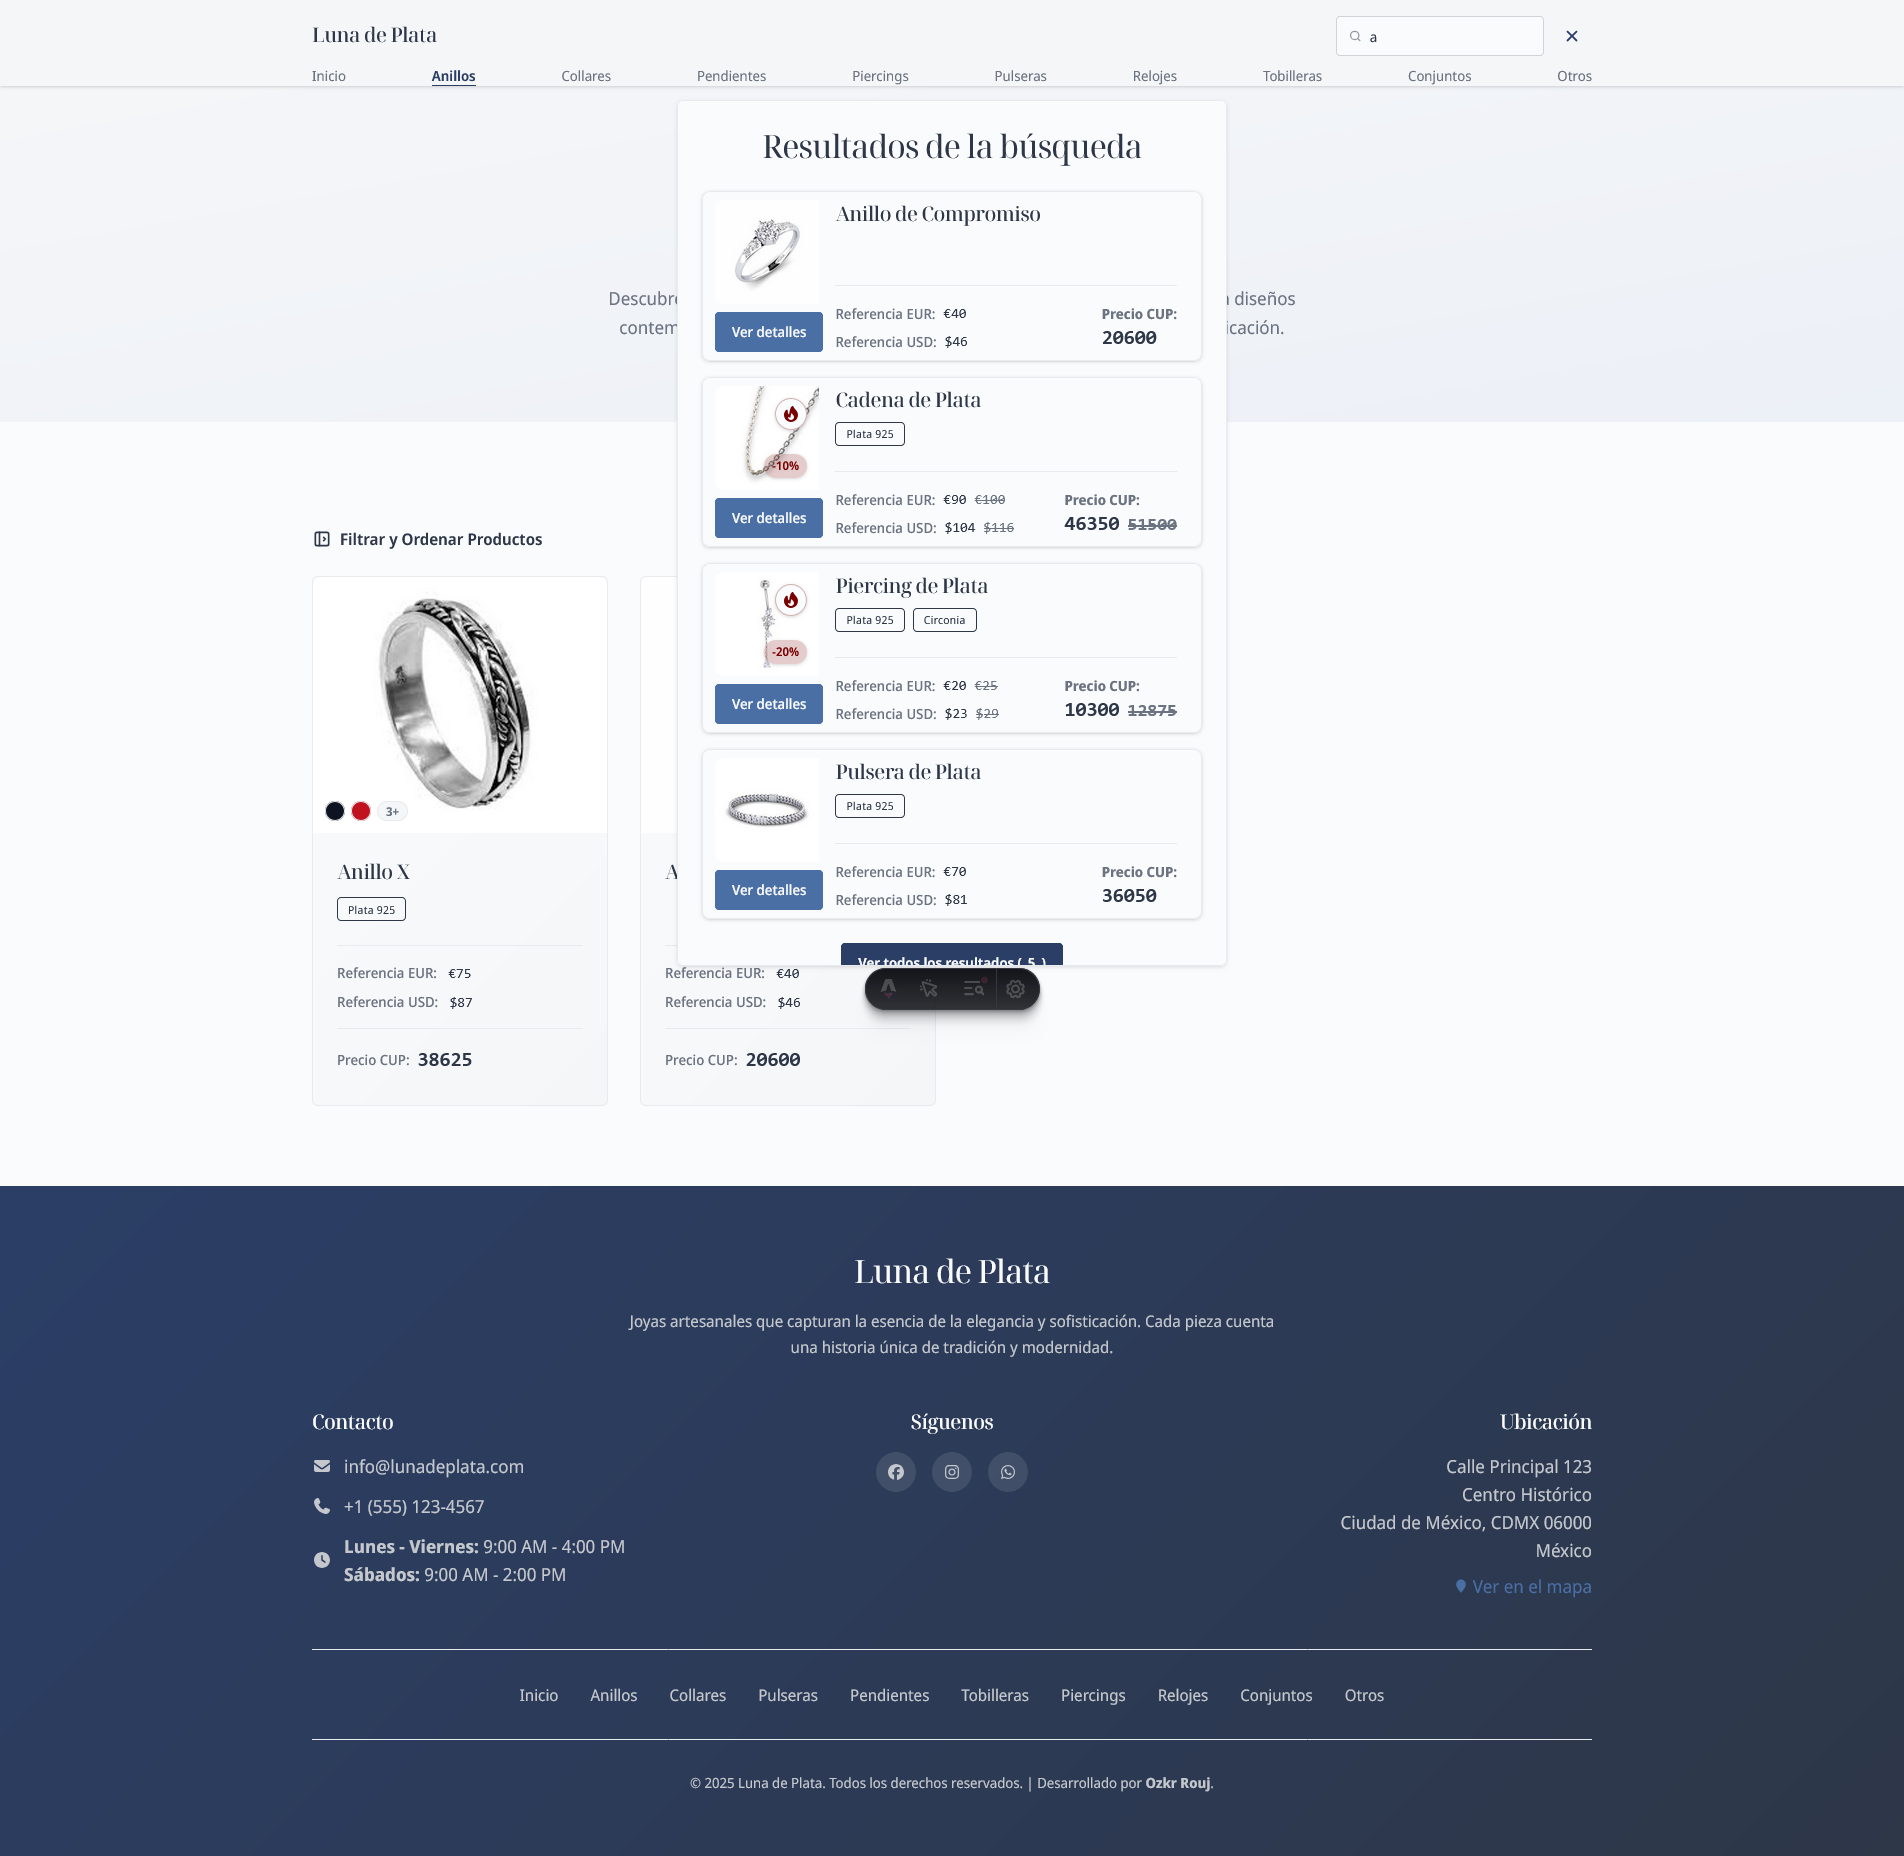 Luna de Plata
a
Inicio
Anillos
Collares
Pendientes
Piercings
Pulseras
Relojes
Tobilleras
Conjuntos
Otros
Resultados de la búsqueda
Anillo de Compromiso
Ver detalles
Referencia EUR: €40
Referencia USD: $46
Precio CUP:
20600
Cadena de Plata
Plata 925
-10%
Ver detalles
Referencia EUR: €90 €100
Referencia USD: $104 $116
Precio CUP:
46350 51500
Piercing de Plata
Plata 925
Circonia
-20%
Ver detalles
Referencia EUR: €20 €25
Referencia USD: $23 $29
Precio CUP:
10300 12875
Pulsera de Plata
Plata 925
Ver detalles
Referencia EUR: €70
Referencia USD: $81
Precio CUP:
36050
Ver todos los resultados ( 5 )
diseños
Filtrar y Ordenar Productos
3+
Anillo X
Plata 925
Referencia EUR: €75
Referencia USD: $87
Precio CUP: 38625
Referencia EUR: €40
Referencia USD: $46
Precio CUP: 20600
Luna de Plata
Joyas artesanales que capturan la esencia de la elegancia y sofisticación. Cada pieza cuenta
una historia única de tradición y modernidad.
Contacto
info@lunadeplata.com
+1 (555) 123-4567
Lunes - Viernes: 9:00 AM - 4:00 PM
Sábados: 9:00 AM - 2:00 PM
Síguenos
Ubicación
Calle Principal 123
Centro Histórico
Ciudad de México, CDMX 06000
México
Ver en el mapa
Inicio
Anillos
Collares
Pulseras
Pendientes
Tobilleras
Piercings
Relojes
Conjuntos
Otros
© 2025 Luna de Plata. Todos los derechos reservados. | Desarrollado por Ozkr Rouj.